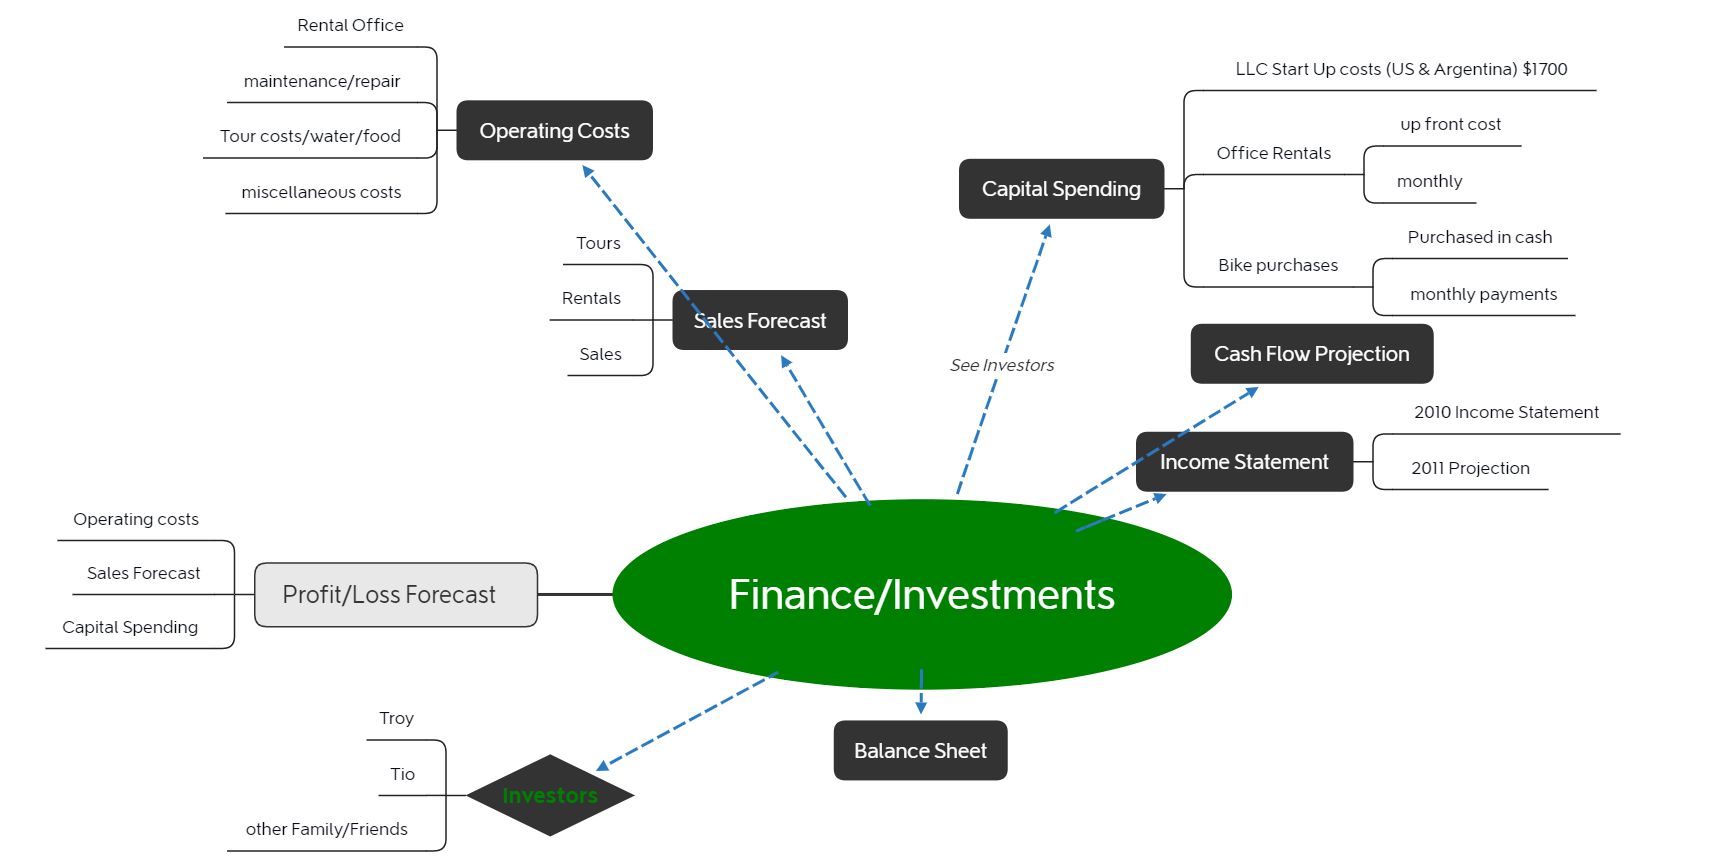 Rental Office
maintenance/repair
Tour costs/water/food
miscellaneous costs
Operating Costs
Tours
Rentals
Sales
Sales Forecast
LLC Start Up costs (US & Argentina) $1700
up front cost
Office Rentals
monthly
Capital Spending
Purchased in cash
Bike purchases
monthly payments
See Investors
Cash Flow Projection
2010 Income Statement
Income Statement
2011 Projection
Operating costs
Sales Forecast
Capital Spending
Profit/Loss Forecast
Finance/Investments
Troy
Tio
other Family/Friends
Investors
Balance Sheet